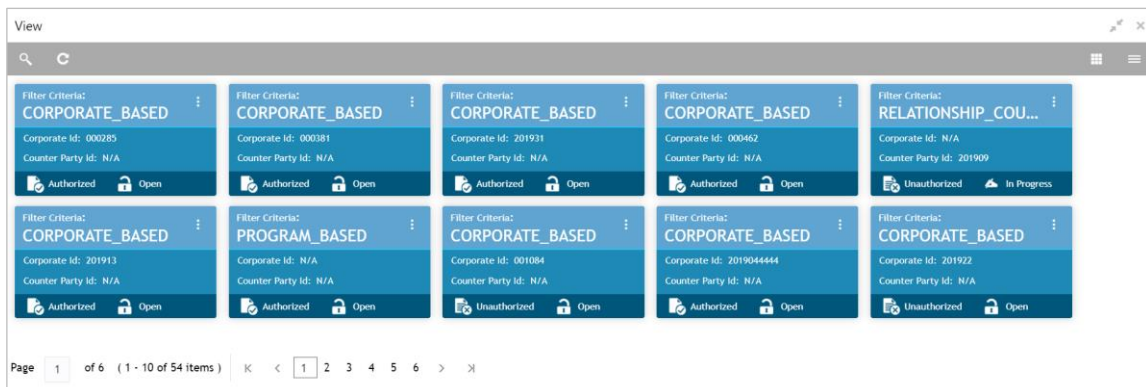 View
Filter Criteria:
CORPORATE_BASED
Corporate Id: 000285
Counter Party Id: N/A
Authorized Open
Filter Criteria:
CORPORATE_BASED
Corporate Id: 000381
Counter Party Id: N/A
Authorized Open
Filter Criteria:
CORPORATE_BASED
Corporate Id: 201931
Counter Party Id: N/A
Authorized Open
Filter Criteria:
CORPORATE_BASED
Corporate Id: 000462
Counter Party Id: N/A
Authorized Open
Filter Criteria:
RELATIONSHIP_COU...
Corporate Id: N/A
Counter Party Id: 201909
Unauthorized In Progress
Filter Criteria:
CORPORATE_BASED
Corporate Id: 201913
Counter Party Id: N/A
Authorized Open
Filter Criteria:
PROGRAM_BASED
Corporate Id: N/A
Counter Party Id: N/A
Authorized Open
Filter Criteria:
CORPORATE_BASED
Corporate Id: 001084
Counter Party Id: N/A
Unauthorized Open
Filter Criteria:
CORPORATE_BASED
Corporate Id: 2019044444
Counter Party Id: N/A
Authorized Open
Filter Criteria:
CORPORATE_BASED
Corporate Id: 201922
Counter Party Id: N/A
Unauthorized Open
Page 1 of 6 ( 1 - 10 of 54 items ) 1 2 3 4 5 6